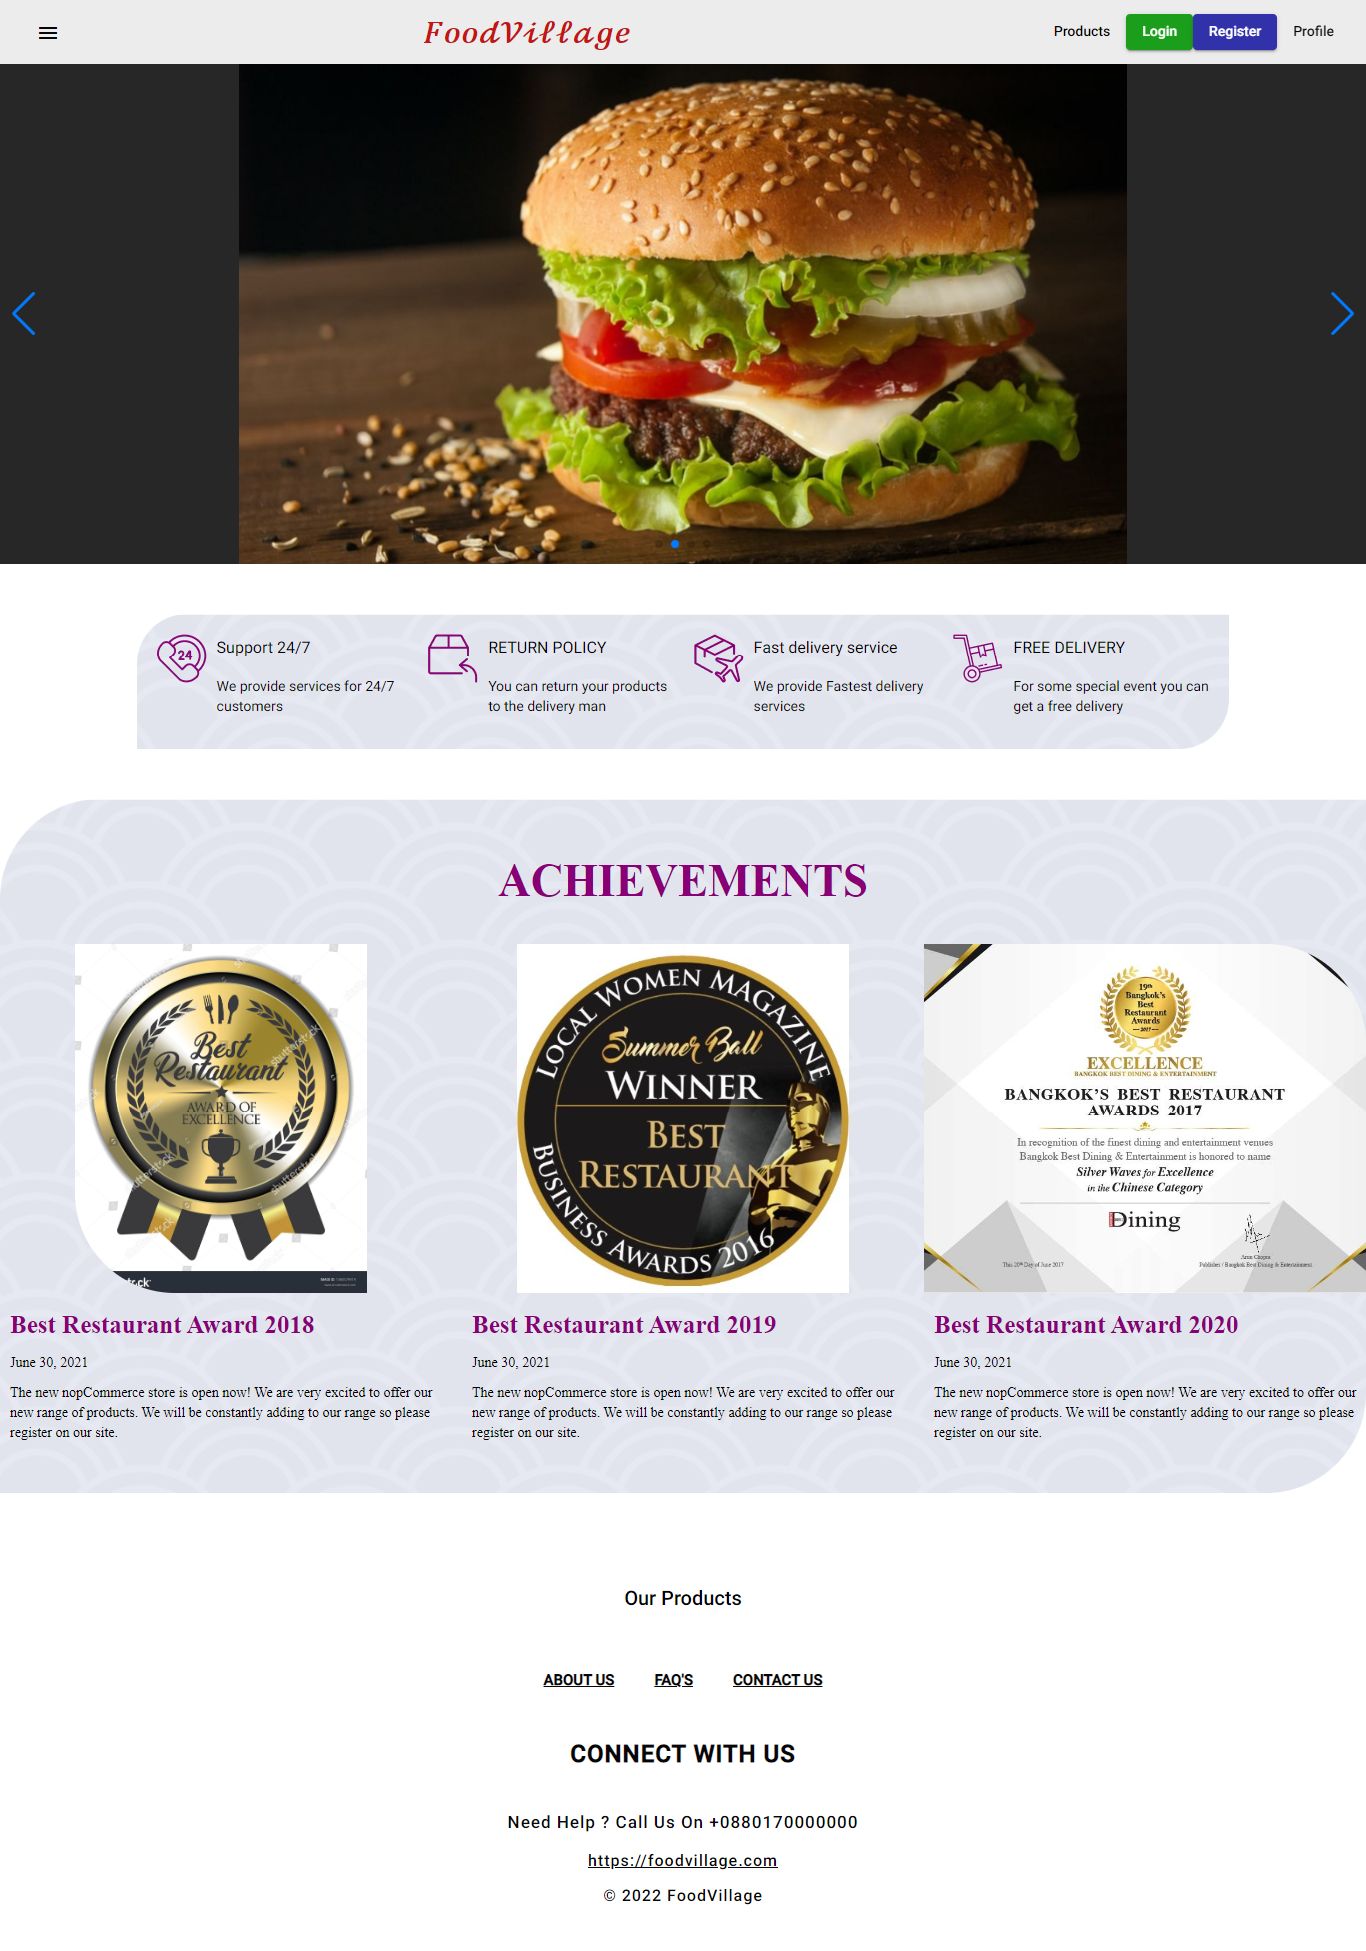 FoodVillage
Products
Login
Register
Profile
24
Support 24/7
We provide services for 24/7
customers
RETURN POLICY
You can return your products
to the delivery man
Fast delivery service
We provide Fastest delivery
services
FREE DELIVERY
For some special event you can
get a free delivery
ACHIEVEMENTS
Best
Restaurant
AWARD OF
EXCELLENCE
LOCAL WOMEN MAGAZINE
Summer Ball
WINNER
BEST
RESTAURANT
BUSINESS AWARDS 2016
19th
Bangkok's
Best
Restaurant
Awards
2017
EXCELLENCE
BANGKOK BEST DINING & ENTERTAINMENT
BANGKOK'S BEST RESTAURANT
AWARDS 2017
In recognition of the finest dining and entertainment venues
Bangkok Best Dining & Entertainment is honored to name
Silver Waves for Excellence
in the Chinese Category
Dining
This 20th Day of June 2017
Publisher / Bangkok Best Dining & Entertainment
Best Restaurant Award 2018
June 30, 2021
The new nopCommerce store is open now! We are very excited to offer our
new range of products. We will be constantly adding to our range so please
register on our site.
Best Restaurant Award 2019
June 30, 2021
The new nopCommerce store is open now! We are very excited to offer our
new range of products. We will be constantly adding to our range so please
register on our site.
Best Restaurant Award 2020
June 30, 2021
The new nopCommerce store is open now! We are very excited to offer our
new range of products. We will be constantly adding to our range so please
register on our site.
Our Products
ABOUT US
FAQ'S
CONTACT US
CONNECT WITH US
Need Help ? Call Us On +0880170000000
https://foodvillage.com
© 2022 FoodVillage